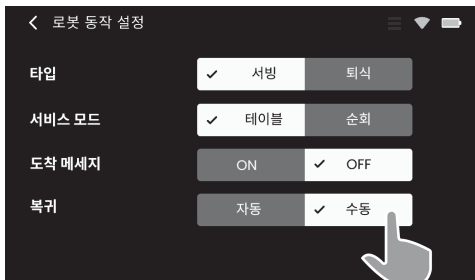 로봇 동작 설정
타입 서빙 퇴식
서비스 모드 테이블 순회
도착 메세지 ON OFF
복귀 자동 수동